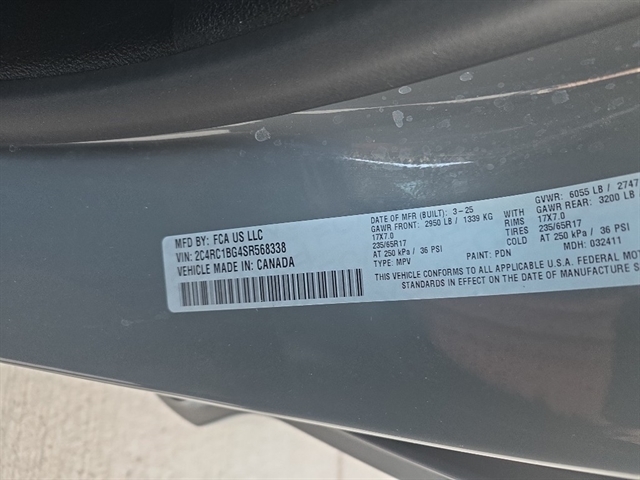 MFD BY: FCA US LLC
VIN: 2C4RC1BG4SR568338
VEHICLE MADE IN: CANADA
DATE OF MFR (BUILT): 3-25 GVWR: 6055 LB / 2747
GAWR FRONT: 2950 LB / 1339 KG WITH GAWR REAR: 3200 LB
17X7.0 RIMS 17X7.0
235/65R17 TIRES 235/65R17
AT 250 kPa / 36 PSI AT 250 kPa / 36 PSI
TYPE: MPV PAINT: PDN MDH: 032411
THIS VEHICLE CONFORMS TO ALL APPLICABLE U.S.A. FEDERAL
STANDARDS IN EFFECT ON THE DATE OF MANUFACTURE